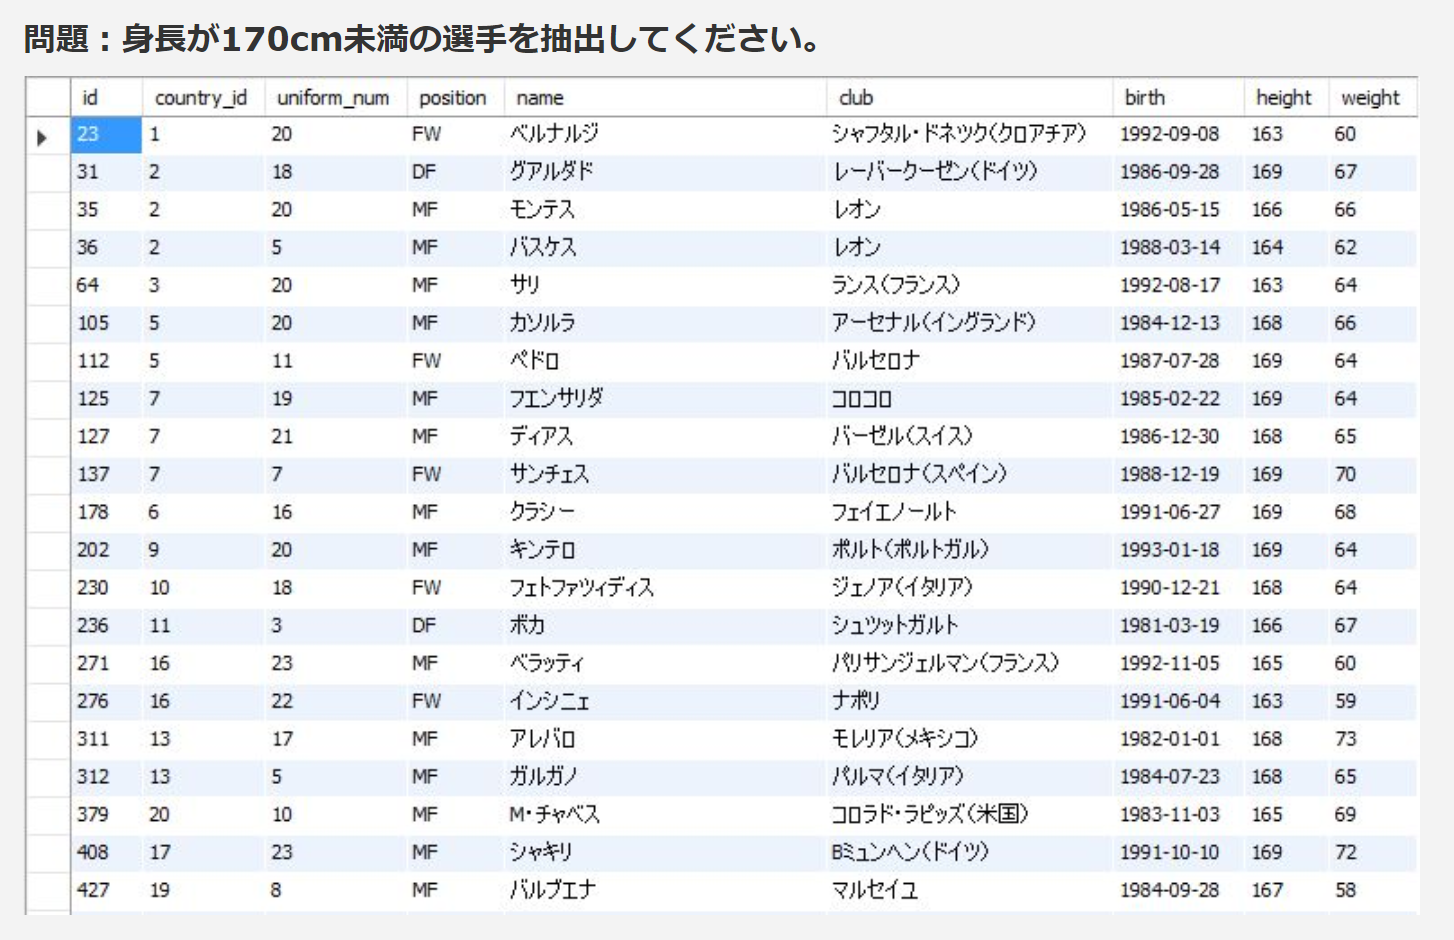 問題：身長が170cm未満の選手を抽出してください。
id country_id uniform_num position name club birth height weight
23 1 20 FW ベルナルジ シャフタル・ドネツク(クロアチア) 1992-09-08 163 60
31 2 18 DF グアルダド レーバークーゼン(ドイツ) 1986-09-28 169 67
35 2 20 MF モンテス レオン 1986-05-15 166 66
36 2 5 MF バスケス レオン 1988-03-14 164 62
64 3 20 MF サリ ランス(フランス) 1992-08-17 163 64
105 5 20 MF カソルラ アーセナル(イングランド) 1984-12-13 168 66
112 5 11 FW ペドロ バルセロナ 1987-07-28 169 64
125 7 19 MF フエンサリダ コロコロ 1985-02-22 169 64
127 7 21 MF ディアス バーゼル(スイス) 1986-12-30 168 65
137 7 7 FW サンチェス バルセロナ(スペイン) 1988-12-19 169 70
178 6 16 MF クラシー フェイエノールト 1991-06-27 169 68
202 9 20 MF キンテロ ポルト(ポルトガル) 1993-01-18 169 64
230 10 18 FW フェトファツィディス ジェノア(イタリア) 1990-12-21 168 64
236 11 3 DF ボカ シュツットガルト 1981-03-19 166 67
271 16 23 MF ベラッティ パリサンジェルマン(フランス) 1992-11-05 165 60
276 16 22 FW インシニェ ナポリ 1991-06-04 163 59
311 13 17 MF アレバロ モレリア(メキシコ) 1982-01-01 168 73
312 13 5 MF ガルガノ パルマ(イタリア) 1984-07-23 168 65
379 20 10 MF M・チャベス コロラド・ラピッズ(米国) 1983-11-03 165 69
408 17 23 MF シャキリ Bミュンヘン(ドイツ) 1991-10-10 169 72
427 19 8 MF バルブエナ マルセイユ 1984-09-28 167 58